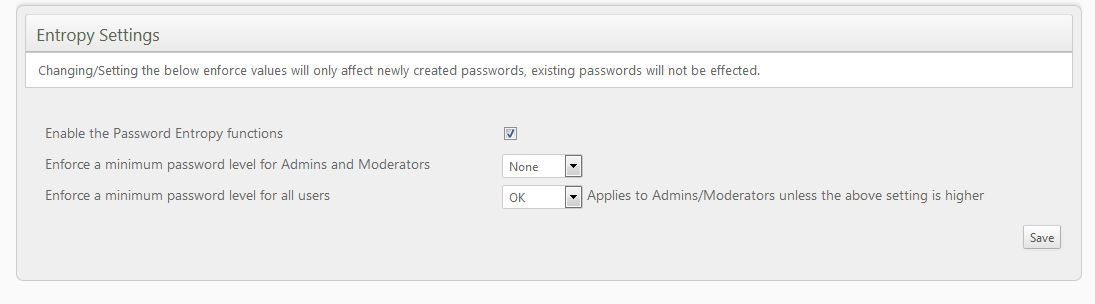 Entropy Settings
Changing/Setting the below enforce values will only affect newly created passwords, existing passwords will not be effected.
Enable the Password Entropy functions
Enforce a minimum password level for Admins and Moderators None
Enforce a minimum password level for all users OK Applies to Admins/Moderators unless the above setting is higher
Save